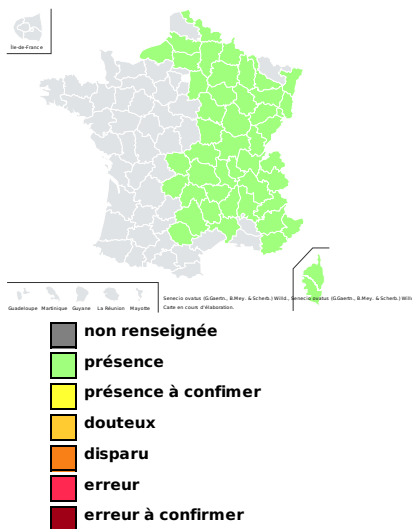 Île-de-France
Guadeloupe Martinique Guyane La Réunion Mayotte
Senecio ovatus (G.Gaertn., B.Mey. & Scherb.) Willd., Senecio ovatus (G.Gaertn., B.Mey. & Scherb.) Willd
Carte en cours d'élaboration.
non renseignée
présence
présence à confimer
douteux
disparu
erreur
erreur à confirmer